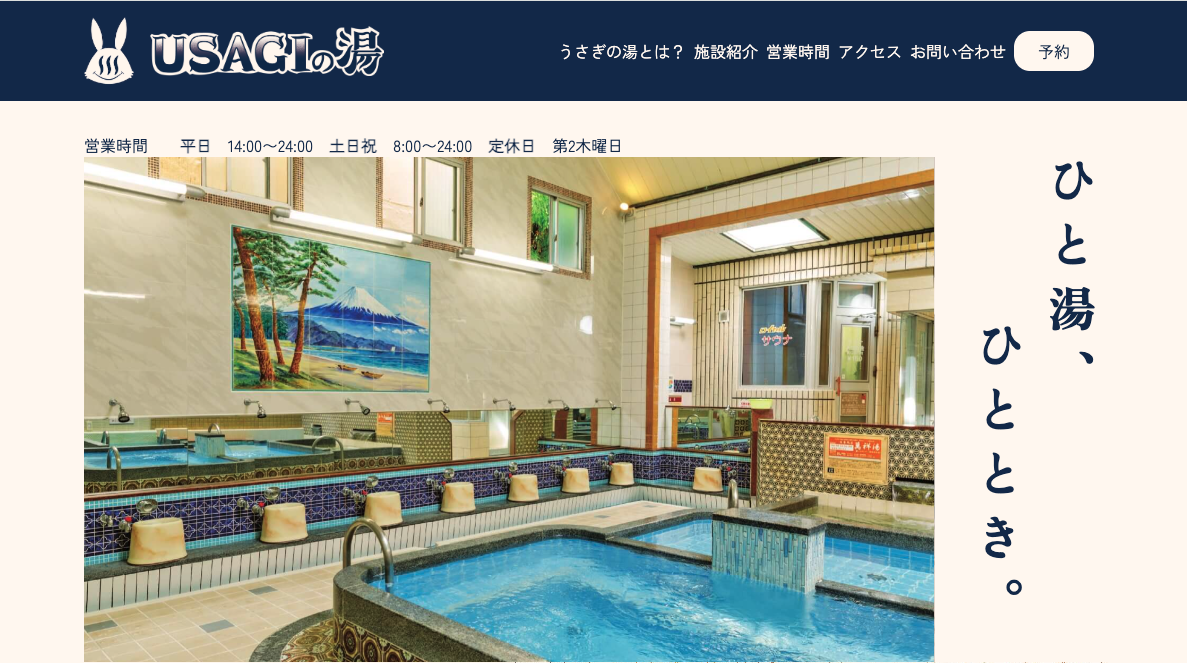 USAGIの湯
うさぎの湯とは？ 施設紹介 営業時間 アクセス お問い合わせ 予約
営業時間　　平日　14:00〜24:00　土日祝　8:00〜24:00　定休日　第2木曜日
ひと湯、
ひととき。
サウナ